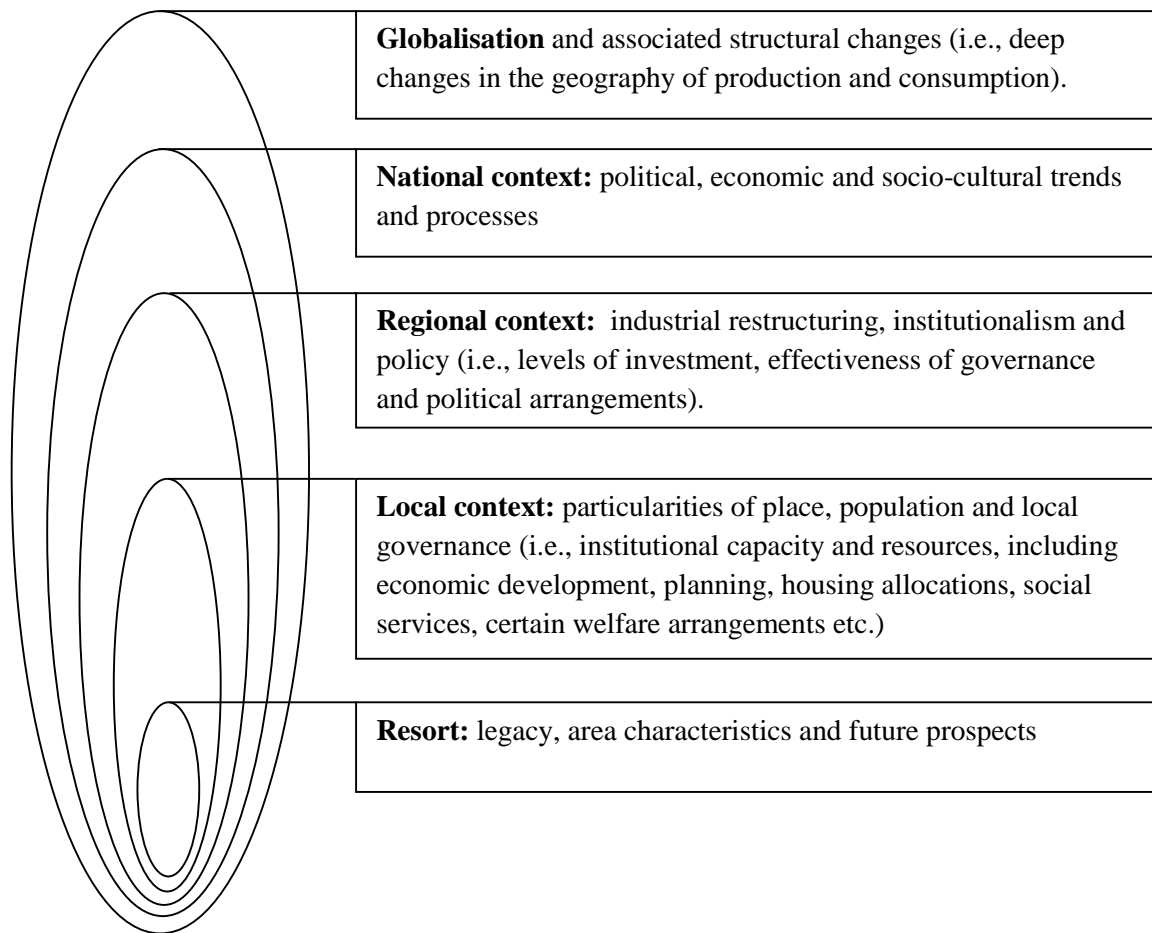 Globalisation and associated structural changes (i.e., deep
changes in the geography of production and consumption).
National context: political, economic and socio-cultural trends
and processes
Regional context:  industrial restructuring, institutionalism and
policy (i.e., levels of investment, effectiveness of governance
and political arrangements).
Local context: particularities of place, population and local
governance (i.e., institutional capacity and resources, including
economic development, planning, housing allocations, social
services, certain welfare arrangements etc.)
Resort: legacy, area characteristics and future prospects